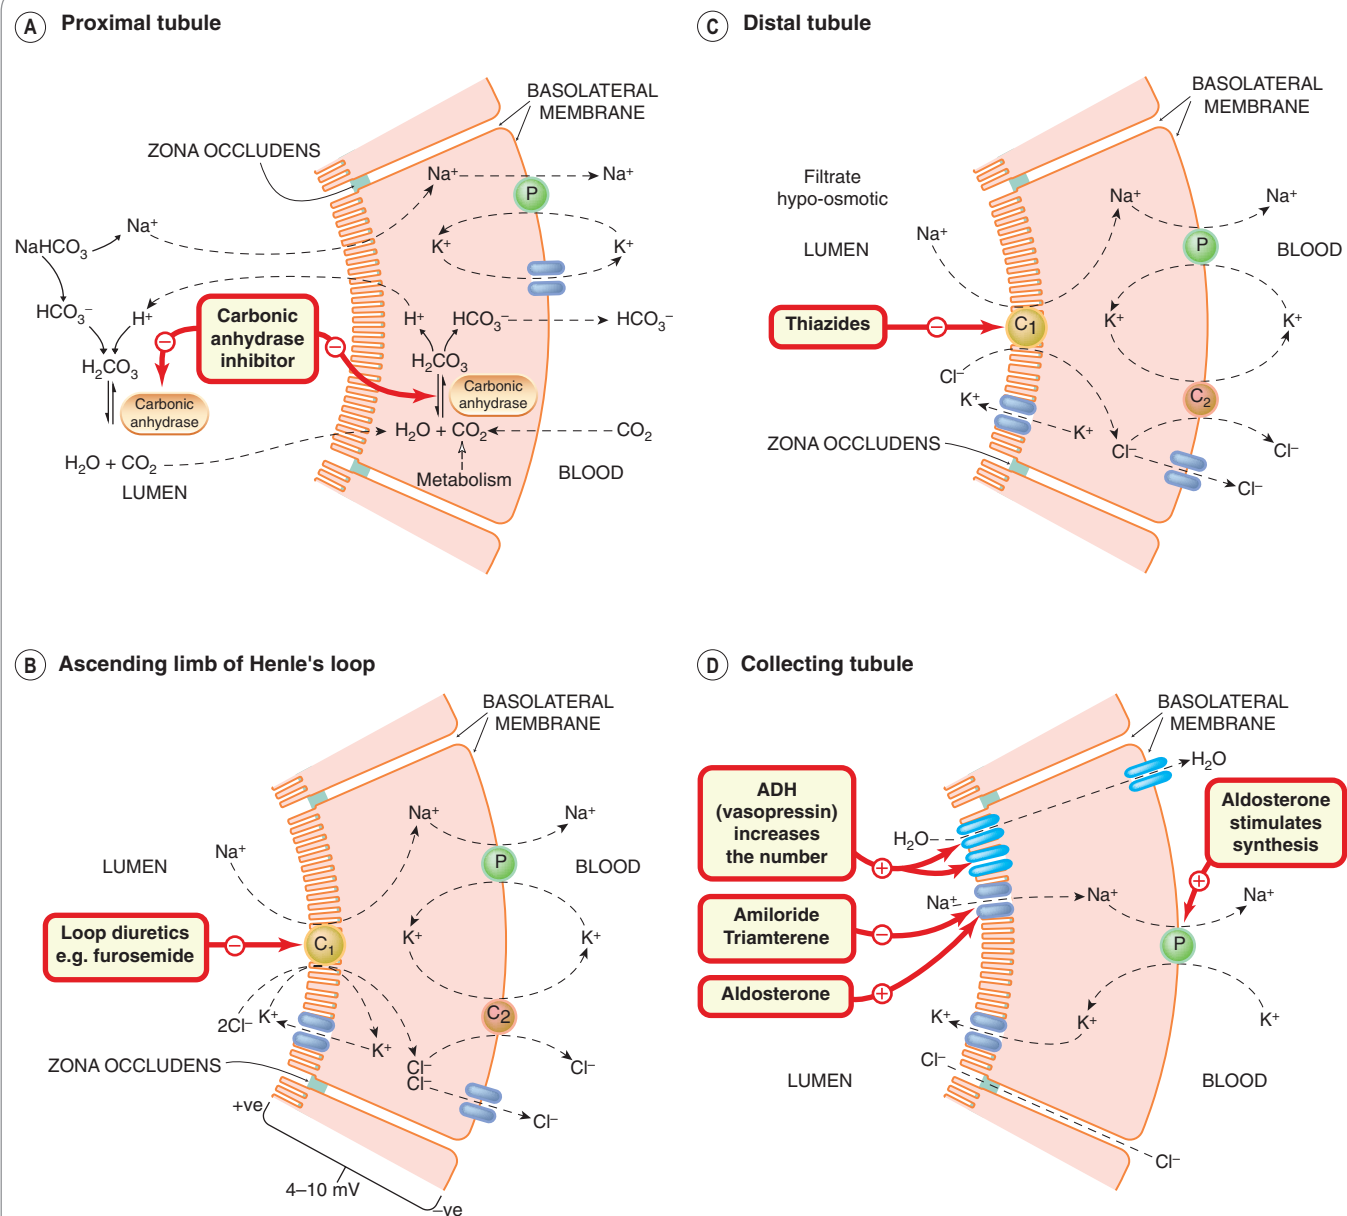 A Proximal tubule
BASOLATERAL
MEMBRANE
ZONA OCCLUDENS
Na⁺
Na⁺
P
Na⁺
NaHCO₃
K⁺
K⁺
HCO₃⁻
H⁺
Carbonic
anhydrase
inhibitor
−
−
H⁺
HCO₃⁻
HCO₃⁻
H₂CO₃
H₂CO₃
Carbonic
anhydrase
Carbonic
anhydrase
H₂O + CO₂
CO₂
H₂O + CO₂
Metabolism
LUMEN
BLOOD
C Distal tubule
BASOLATERAL
MEMBRANE
Filtrate
hypo-osmotic
Na⁺
Na⁺
Na⁺
LUMEN
P
BLOOD
Thiazides
−
C₁
K⁺
K⁺
Cl⁻
K⁺
C₂
K⁺
ZONA OCCLUDENS
Cl⁻
Cl⁻
Cl⁻
B Ascending limb of Henle's loop
BASOLATERAL
MEMBRANE
Na⁺
Na⁺
Na⁺
LUMEN
P
BLOOD
Loop diuretics
e.g. furosemide
−
C₁
K⁺
K⁺
2Cl⁻
K⁺
C2
K⁺
ZONA OCCLUDENS
Cl⁻
Cl⁻
Cl⁻
Cl⁻
+ve
4–10 mV
–ve
D Collecting tubule
BASOLATERAL
MEMBRANE
H₂O
ADH
(vasopressin)
increases
the number
+
H₂O
Aldosterone
stimulates
synthesis
+
Amiloride
Triamterene
−
Na⁺
Na⁺
Na⁺
P
Aldosterone
+
K⁺
K⁺
K⁺
Cl⁻
LUMEN
BLOOD
Cl⁻